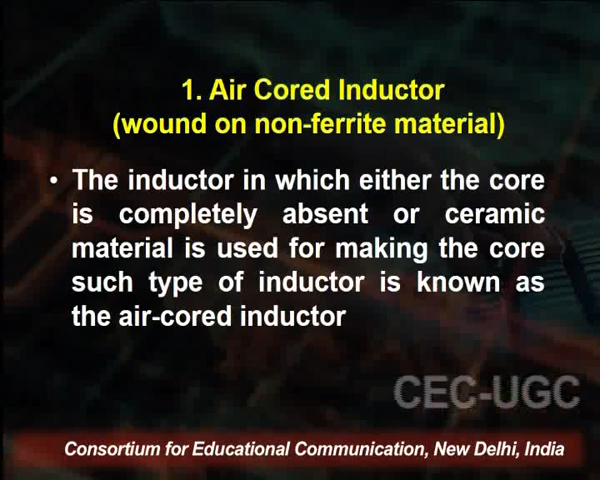 1. Air Cored Inductor
(wound on non-ferrite material)
• The inductor in which either the core
is completely absent or ceramic
material is used for making the core
such type of inductor is known as
the air-cored inductor
CEC-UGC
Consortium for Educational Communication, New Delhi, India